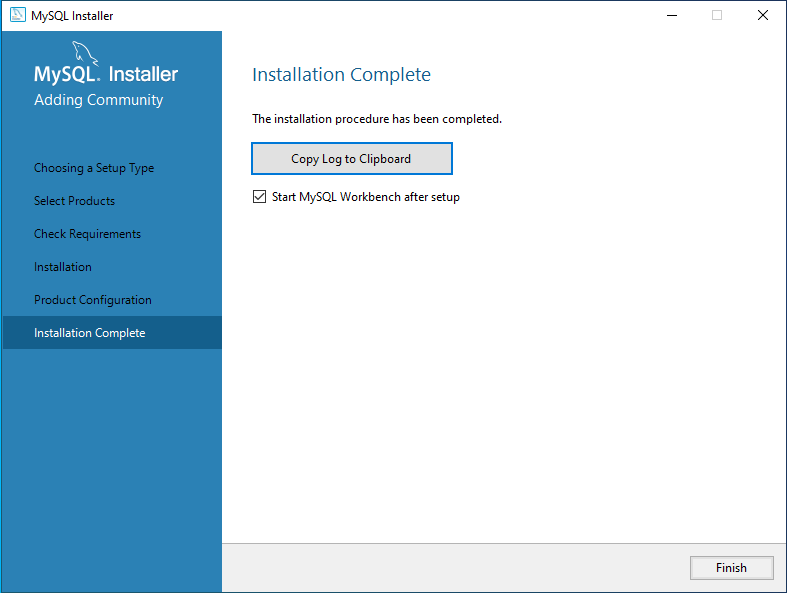 MySQL Installer
MySQL. Installer
Adding Community
Choosing a Setup Type
Select Products
Check Requirements
Installation
Product Configuration
Installation Complete
Installation Complete
The installation procedure has been completed.
Copy Log to Clipboard
Start MySQL Workbench after setup
Finish